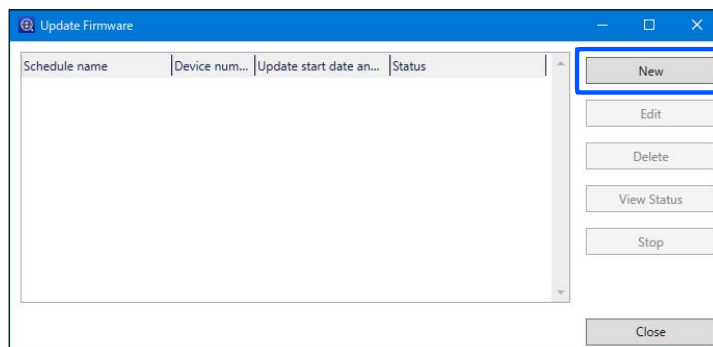 Update Firmware
Schedule name Device num... Update start date an... Status
New
Edit
Delete
View Status
Stop
Close